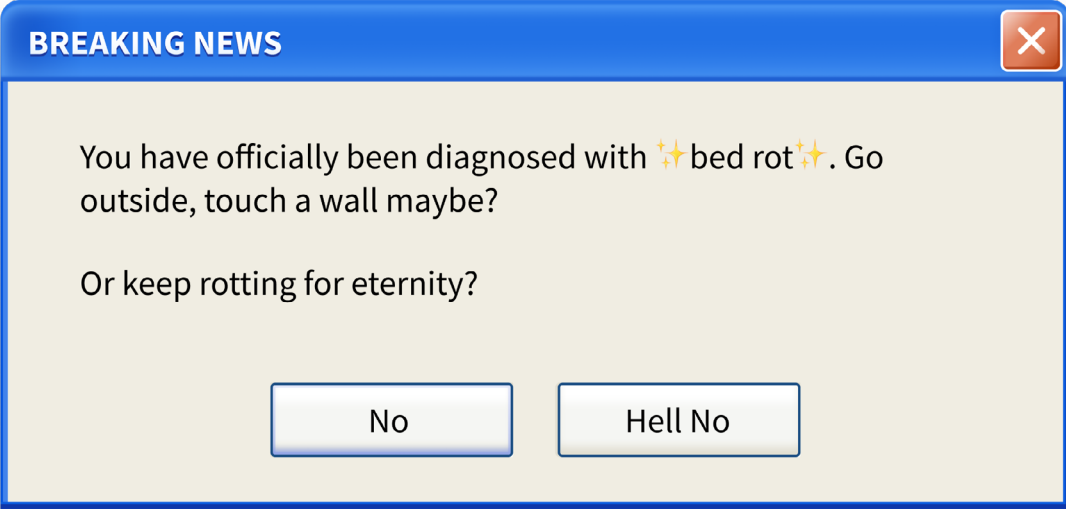 BREAKING NEWS
You have officially been diagnosed with ✨bed rot✨. Go
outside, touch a wall maybe?
Or keep rotting for eternity?
No
Hell No